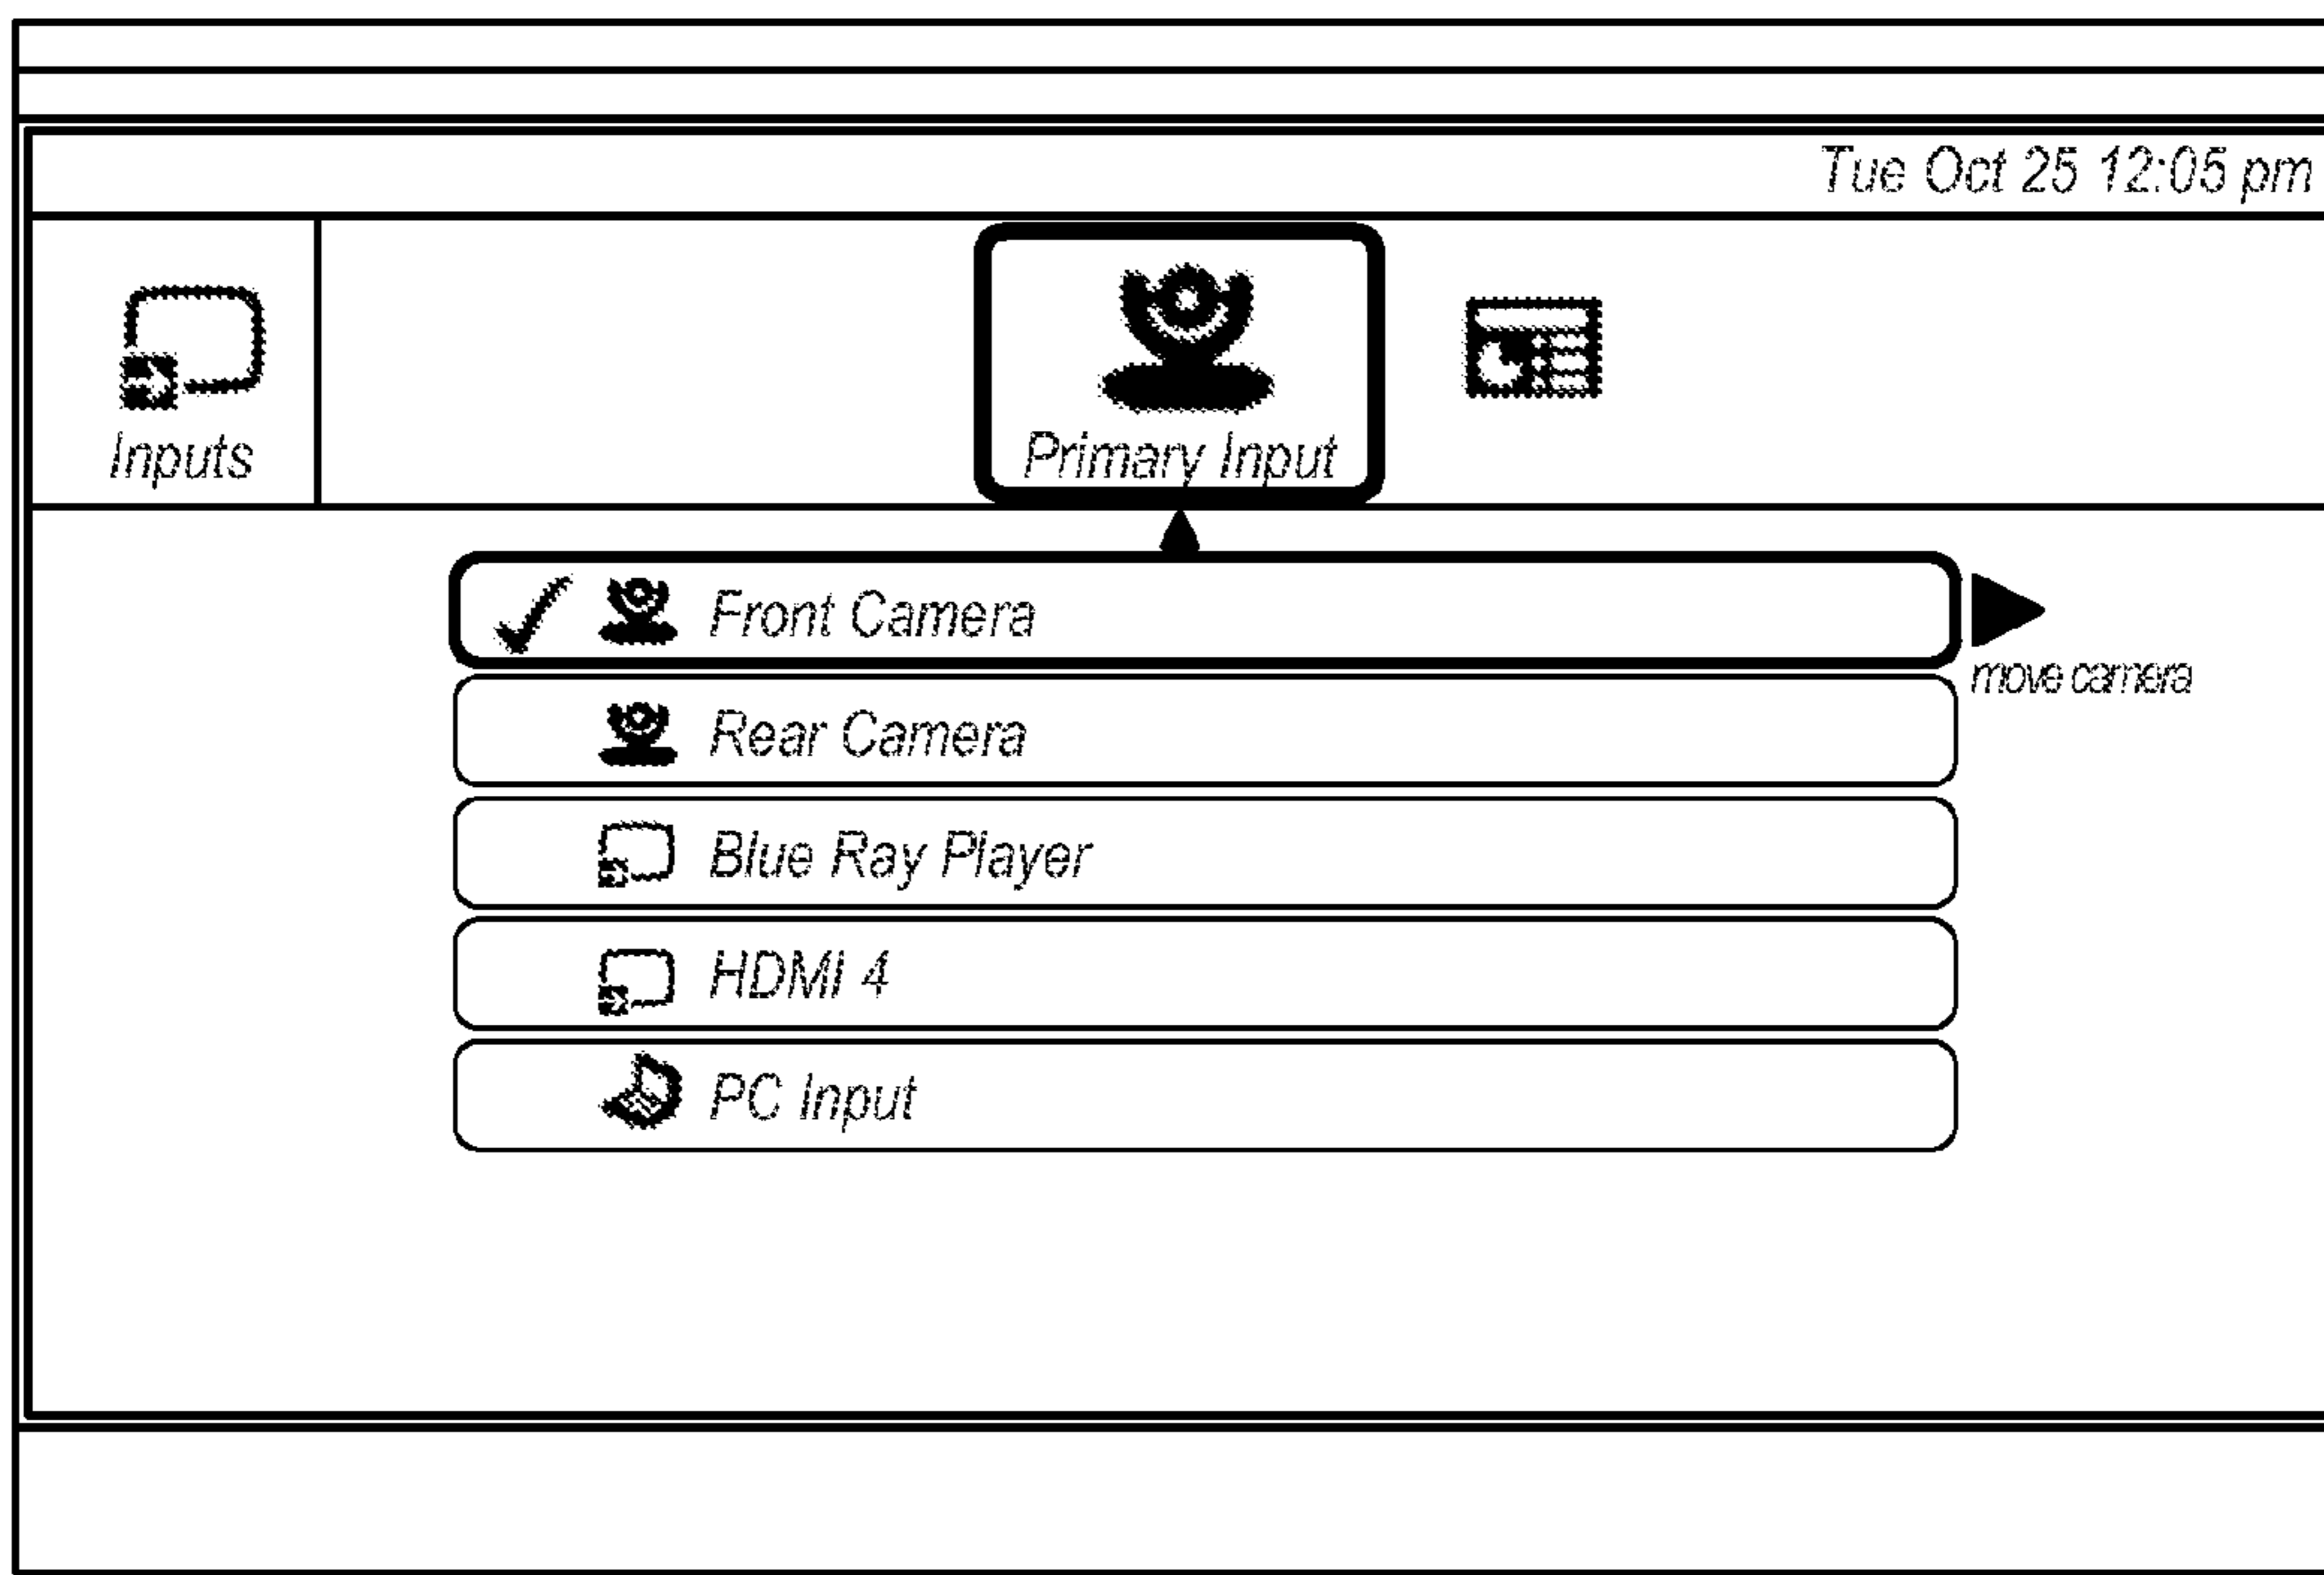 Tue Oct 25 12:05 pm
Inputs
Primary Input
Front Camera
move camera
Rear Camera
Blue Ray Player
HDMI 4
PC Input